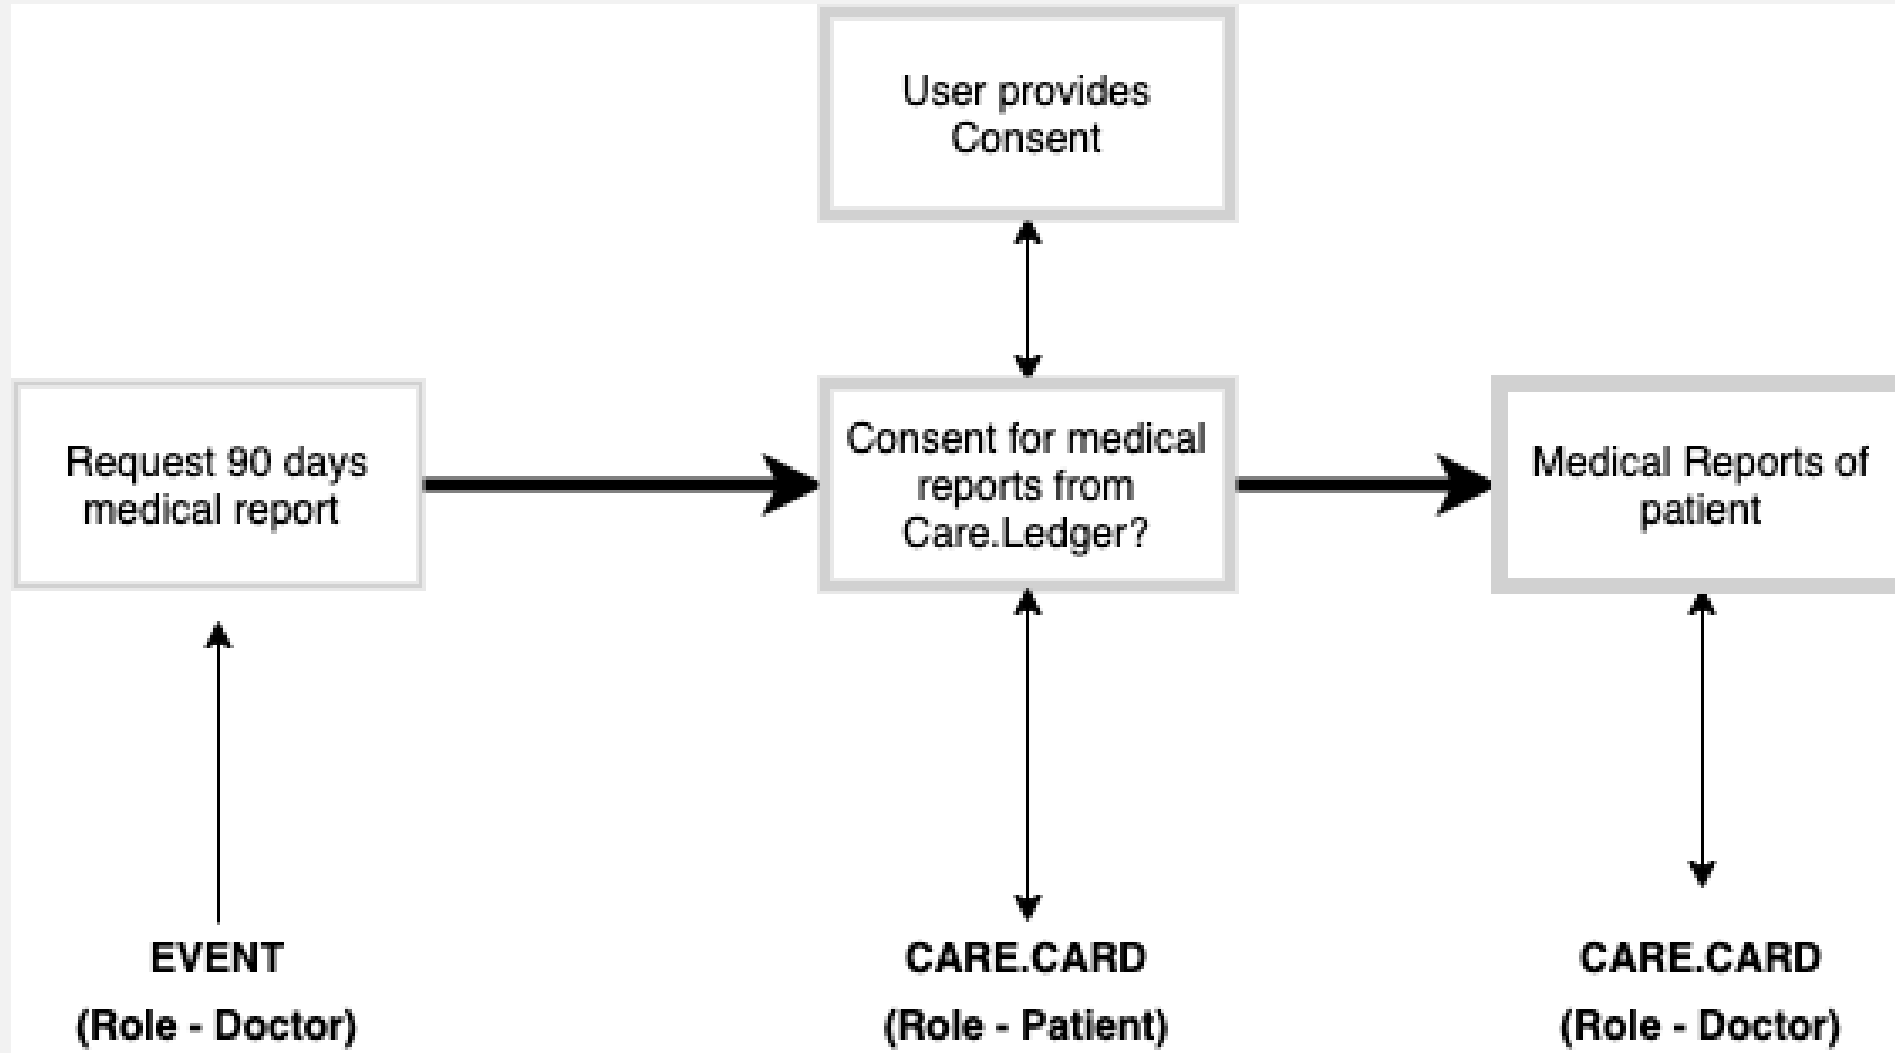 User provides
Consent
Request 90 days
medical report
Consent for medical
reports from
Care.Ledger?
Medical Reports of
patient
EVENT
(Role - Doctor)
CARE.CARD
(Role - Patient)
CARE.CARD
(Role - Doctor)